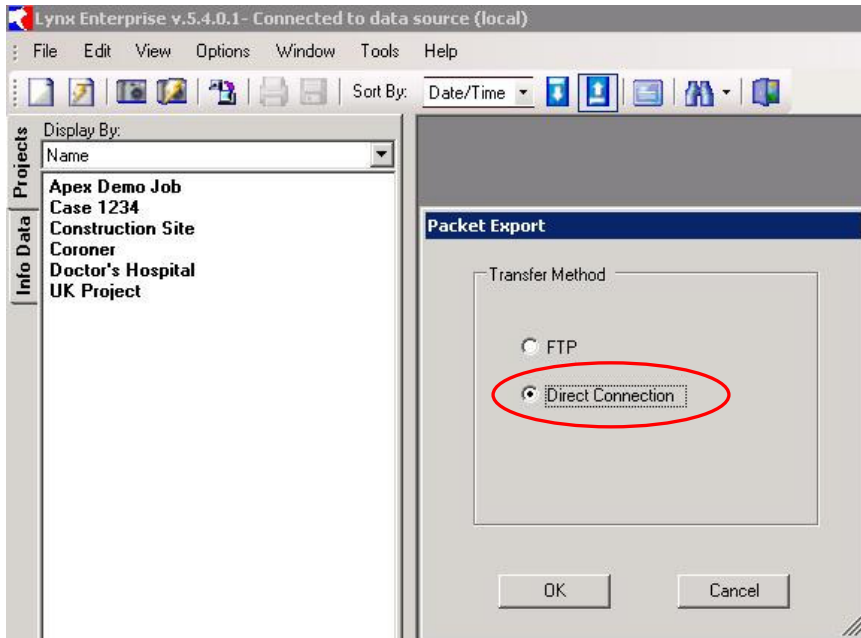 Lynx Enterprise v.5.4.0.1- Connected to data source (local)
File Edit View Options Window Tools Help
Sort By: Date/Time
Projects
Info Data
Display By:
Name
Apex Demo Job
Case 1234
Construction Site
Coroner
Doctor's Hospital
UK Project
Packet Export
Transfer Method
FTP
Direct Connection
OK Cancel